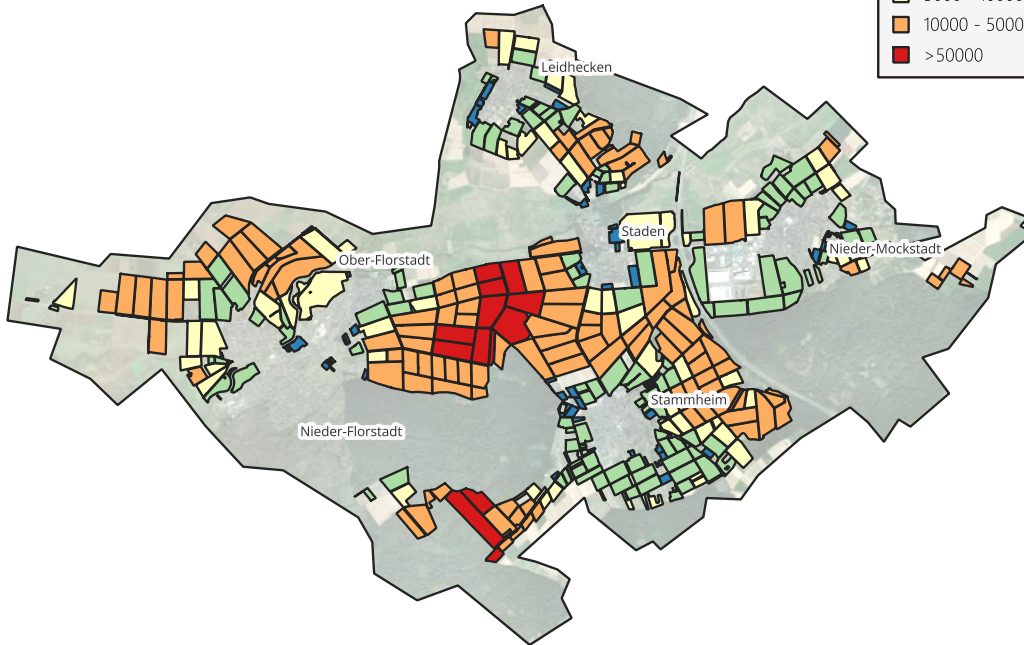 10000 - 5000
>50000
Leidhecken
Staden
Nieder-Mockstadt
Ober-Florstadt
Stammheim
Nieder-Florstadt